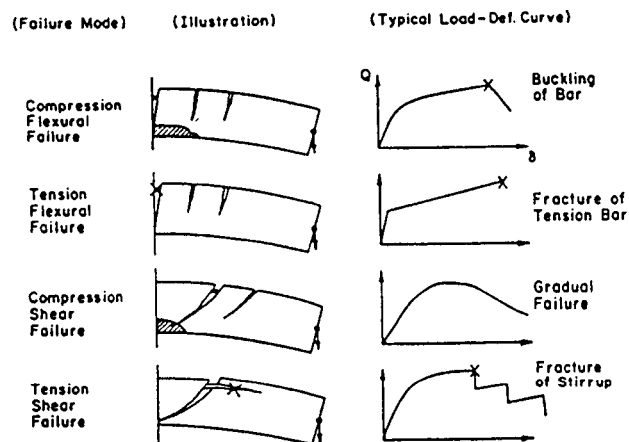 (Failure Mode) (Illustration) (Typical Load-Def. Curve)
Compression
Flexural
Failure
Q
δ
Buckling
of Bar
Tension
Flexural
Failure
Fracture of
Tension Bar
Compression
Shear
Failure
Gradual
Failure
Tension
Shear
Failure
Fracture
of Stirrup